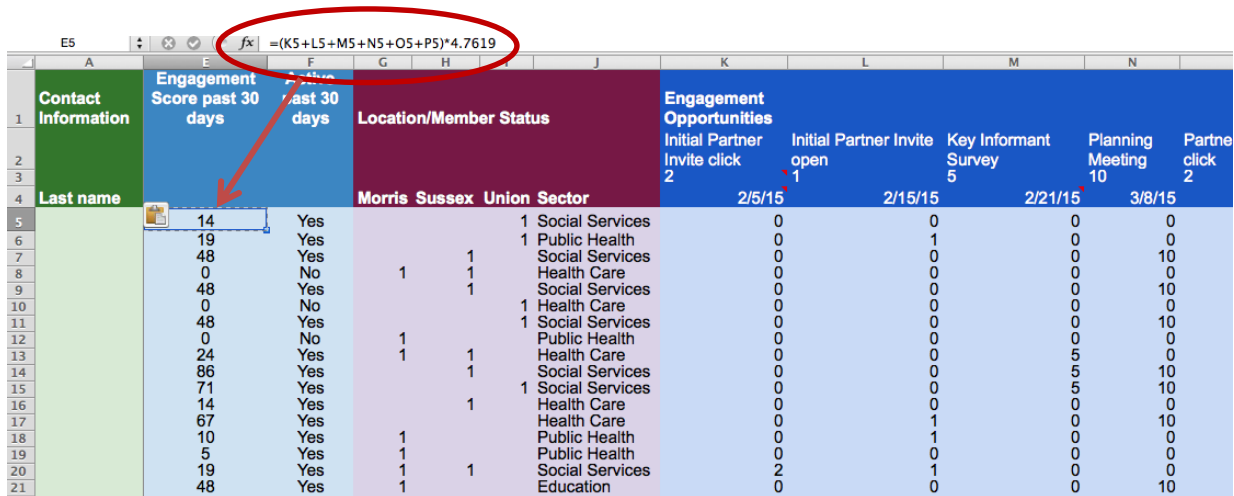 E5 fx =(K5+L5+M5+N5+O5+P5)*4.7619
A E F G H I J K L M N
1 Contact Information Engagement Score past 30 days Active past 30 days Location/Member Status Engagement Opportunities
2 Initial Partner Invite click Initial Partner Invite open Key Informant Survey Planning Meeting Partne click
3 2 1 5 10 2
4 Last name Morris Sussex Union Sector 2/5/15 2/15/15 2/21/15 3/8/15
5 14 Yes 1 Social Services 0 0 0 0
6 19 Yes 1 Public Health 0 1 0 0
7 48 Yes 1 Social Services 0 0 0 10
8 0 No 1 1 Health Care 0 0 0 0
9 48 Yes 1 Social Services 0 0 0 10
10 0 No 1 Health Care 0 0 0 0
11 48 Yes 1 Social Services 0 0 0 10
12 0 No 1 Public Health 0 0 0 0
13 24 Yes 1 1 Health Care 0 0 5 0
14 86 Yes 1 Social Services 0 0 5 10
15 71 Yes 1 Social Services 0 0 5 10
16 14 Yes 1 Health Care 0 0 0 0
17 67 Yes Health Care 0 1 0 10
18 10 Yes 1 Public Health 0 1 0 0
19 5 Yes 1 Public Health 0 0 0 0
20 19 Yes 1 1 Social Services 2 1 0 0
21 48 Yes 1 Education 0 0 0 10